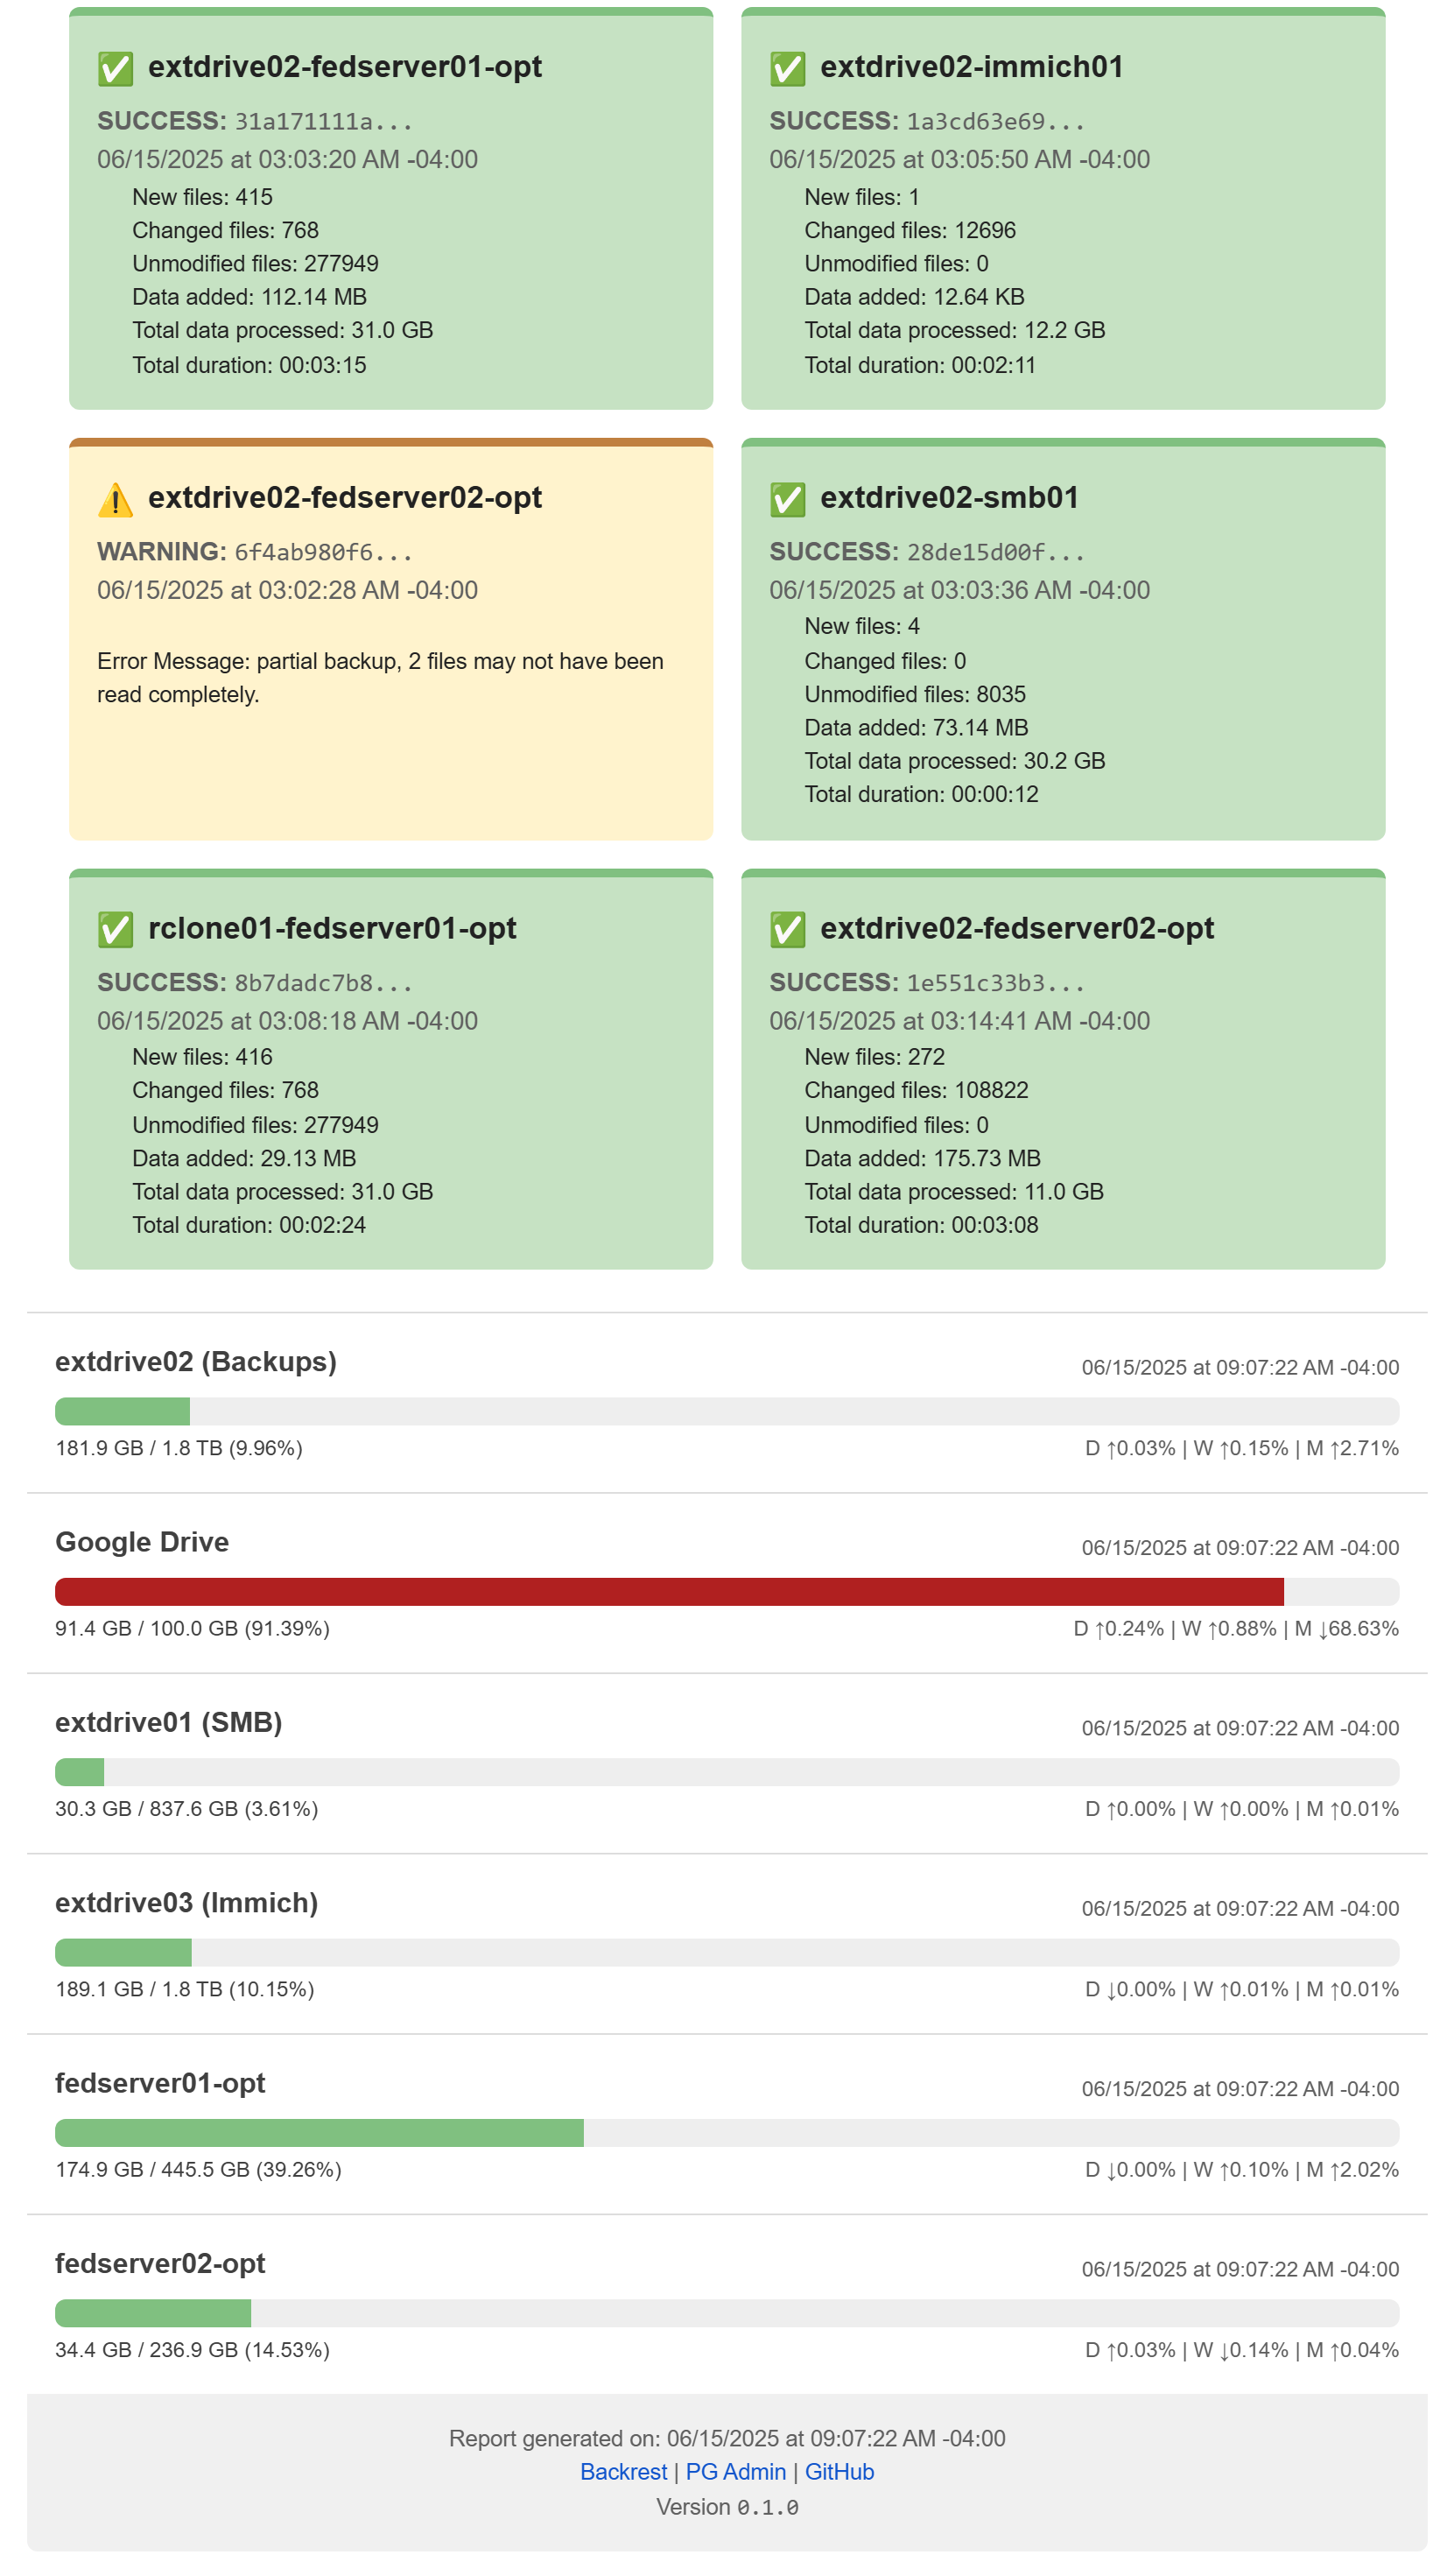 ✅ extdrive02-fedserver01-opt
SUCCESS: 31a171111a...
06/15/2025 at 03:03:20 AM -04:00
New files: 415
Changed files: 768
Unmodified files: 277949
Data added: 112.14 MB
Total data processed: 31.0 GB
Total duration: 00:03:15
✅ extdrive02-immich01
SUCCESS: 1a3cd63e69...
06/15/2025 at 03:05:50 AM -04:00
New files: 1
Changed files: 12696
Unmodified files: 0
Data added: 12.64 KB
Total data processed: 12.2 GB
Total duration: 00:02:11
⚠️ extdrive02-fedserver02-opt
WARNING: 6f4ab980f6...
06/15/2025 at 03:02:28 AM -04:00
Error Message: partial backup, 2 files may not have been
read completely.
✅ extdrive02-smb01
SUCCESS: 28de15d00f...
06/15/2025 at 03:03:36 AM -04:00
New files: 4
Changed files: 0
Unmodified files: 8035
Data added: 73.14 MB
Total data processed: 30.2 GB
Total duration: 00:00:12
✅ rclone01-fedserver01-opt
SUCCESS: 8b7dadc7b8...
06/15/2025 at 03:08:18 AM -04:00
New files: 416
Changed files: 768
Unmodified files: 277949
Data added: 29.13 MB
Total data processed: 31.0 GB
Total duration: 00:02:24
✅ extdrive02-fedserver02-opt
SUCCESS: 1e551c33b3...
06/15/2025 at 03:14:41 AM -04:00
New files: 272
Changed files: 108822
Unmodified files: 0
Data added: 175.73 MB
Total data processed: 11.0 GB
Total duration: 00:03:08
extdrive02 (Backups)
06/15/2025 at 09:07:22 AM -04:00
181.9 GB / 1.8 TB (9.96%)
D ↑0.03% | W ↑0.15% | M ↑2.71%
Google Drive
06/15/2025 at 09:07:22 AM -04:00
91.4 GB / 100.0 GB (91.39%)
D ↑0.24% | W ↑0.88% | M ↓68.63%
extdrive01 (SMB)
06/15/2025 at 09:07:22 AM -04:00
30.3 GB / 837.6 GB (3.61%)
D ↑0.00% | W ↑0.00% | M ↑0.01%
extdrive03 (Immich)
06/15/2025 at 09:07:22 AM -04:00
189.1 GB / 1.8 TB (10.15%)
D ↓0.00% | W ↑0.01% | M ↑0.01%
fedserver01-opt
06/15/2025 at 09:07:22 AM -04:00
174.9 GB / 445.5 GB (39.26%)
D ↓0.00% | W ↑0.10% | M ↑2.02%
fedserver02-opt
06/15/2025 at 09:07:22 AM -04:00
34.4 GB / 236.9 GB (14.53%)
D ↑0.03% | W ↓0.14% | M ↑0.04%
Report generated on: 06/15/2025 at 09:07:22 AM -04:00
Backrest | PG Admin | GitHub
Version 0.1.0